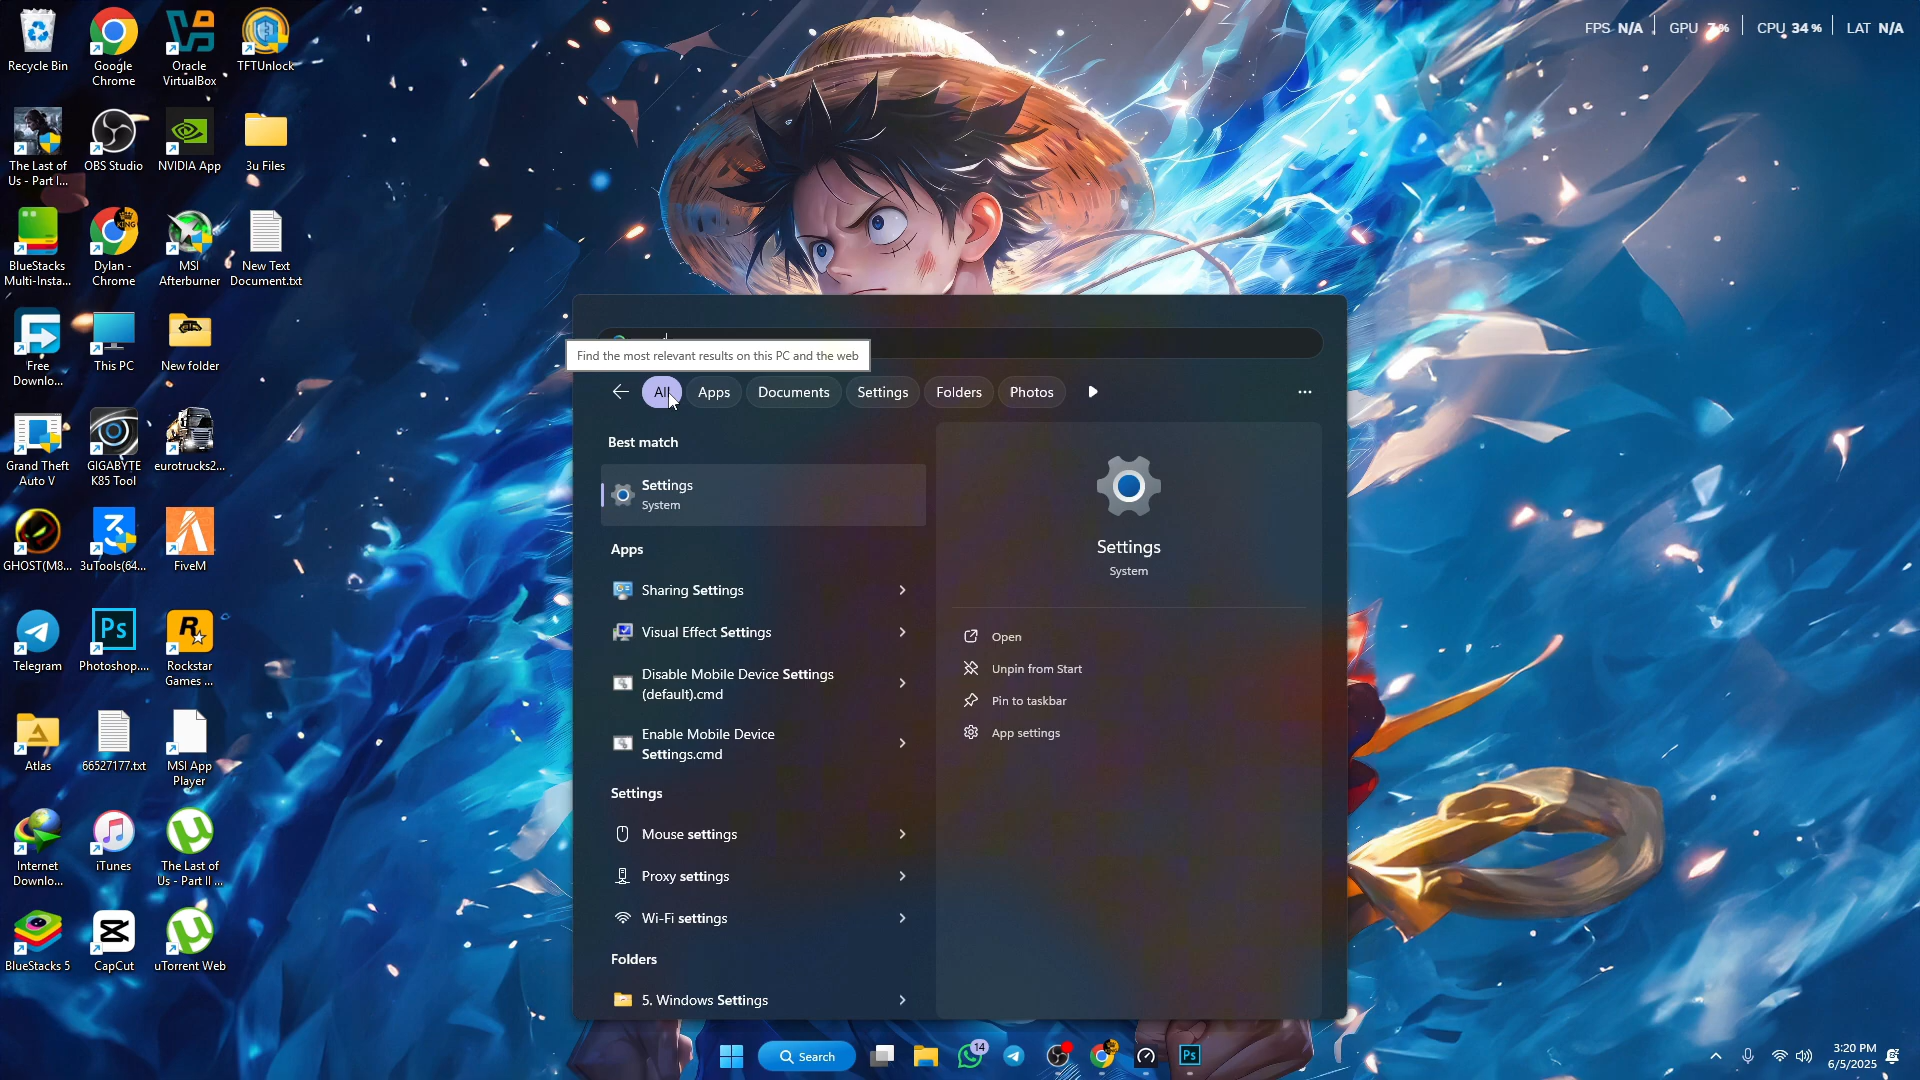 FPS N/A GPU 7 % CPU 34 % LAT N/A
Recycle Bin
Google Chrome
Oracle VirtualBox
TFTUnlock
The Last of Us - Part I...
OBS Studio
NVIDIA App
3u Files
BlueStacks Multi-Insta...
Dylan - Chrome
MSI Afterburner
New Text Document.txt
Free Downlo...
This PC
New folder
Grand Theft Auto V
GIGABYTE K85 Tool
eurotrucks2...
GHOST(M8...
3uTools(64...
FiveM
Telegram
Photoshop....
Rockstar Games ...
Atlas
66527177.txt
MSI App Player
Internet Downlo...
iTunes
The Last of Us - Part II ...
BlueStacks 5
CapCut
uTorrent Web
Find the most relevant results on this PC and the web
All Apps Documents Settings Folders Photos
Best match
Settings
System
Apps
Sharing Settings
Visual Effect Settings
Disable Mobile Device Settings
(default).cmd
Enable Mobile Device
Settings.cmd
Settings
Mouse settings
Proxy settings
Wi-Fi settings
Folders
5. Windows Settings
Settings
System
Open
Unpin from Start
Pin to taskbar
App settings
Search
14
Ps
3:20 PM
6/5/2025